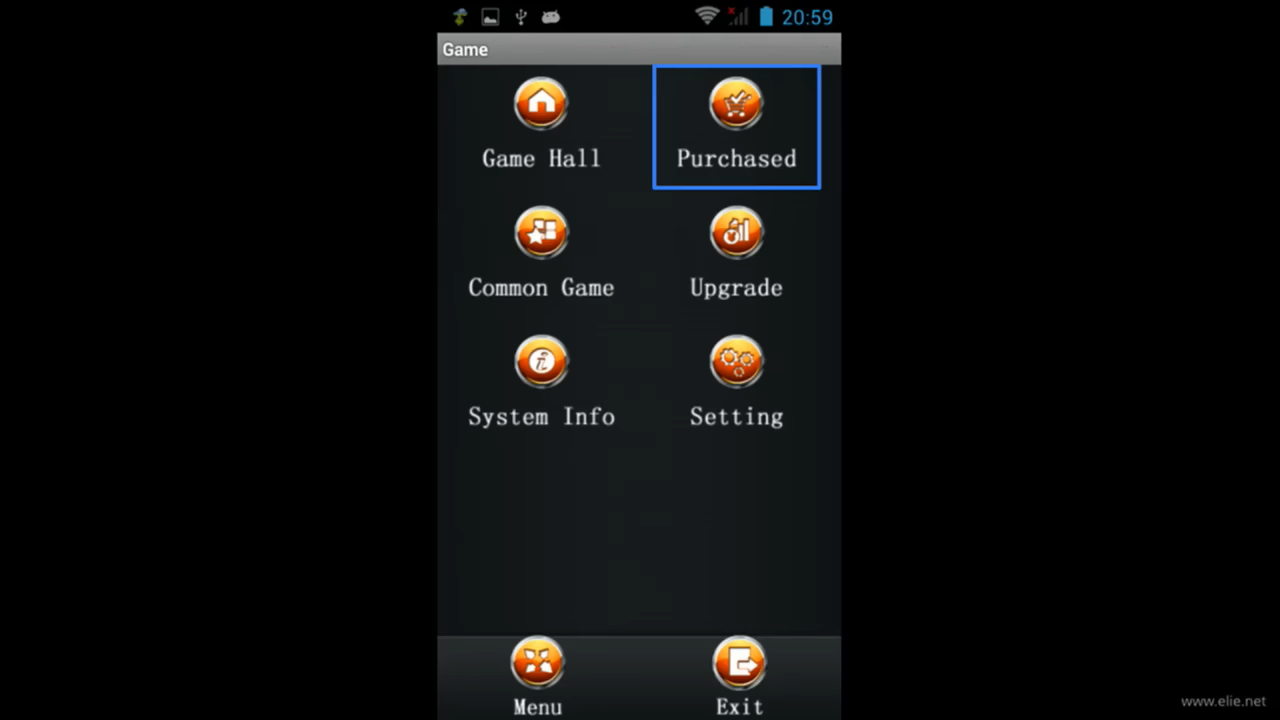 20:59
Game
Game Hall
Purchased
Common Game
Upgrade
System Info
Setting
Menu
Exit
www.elie.net